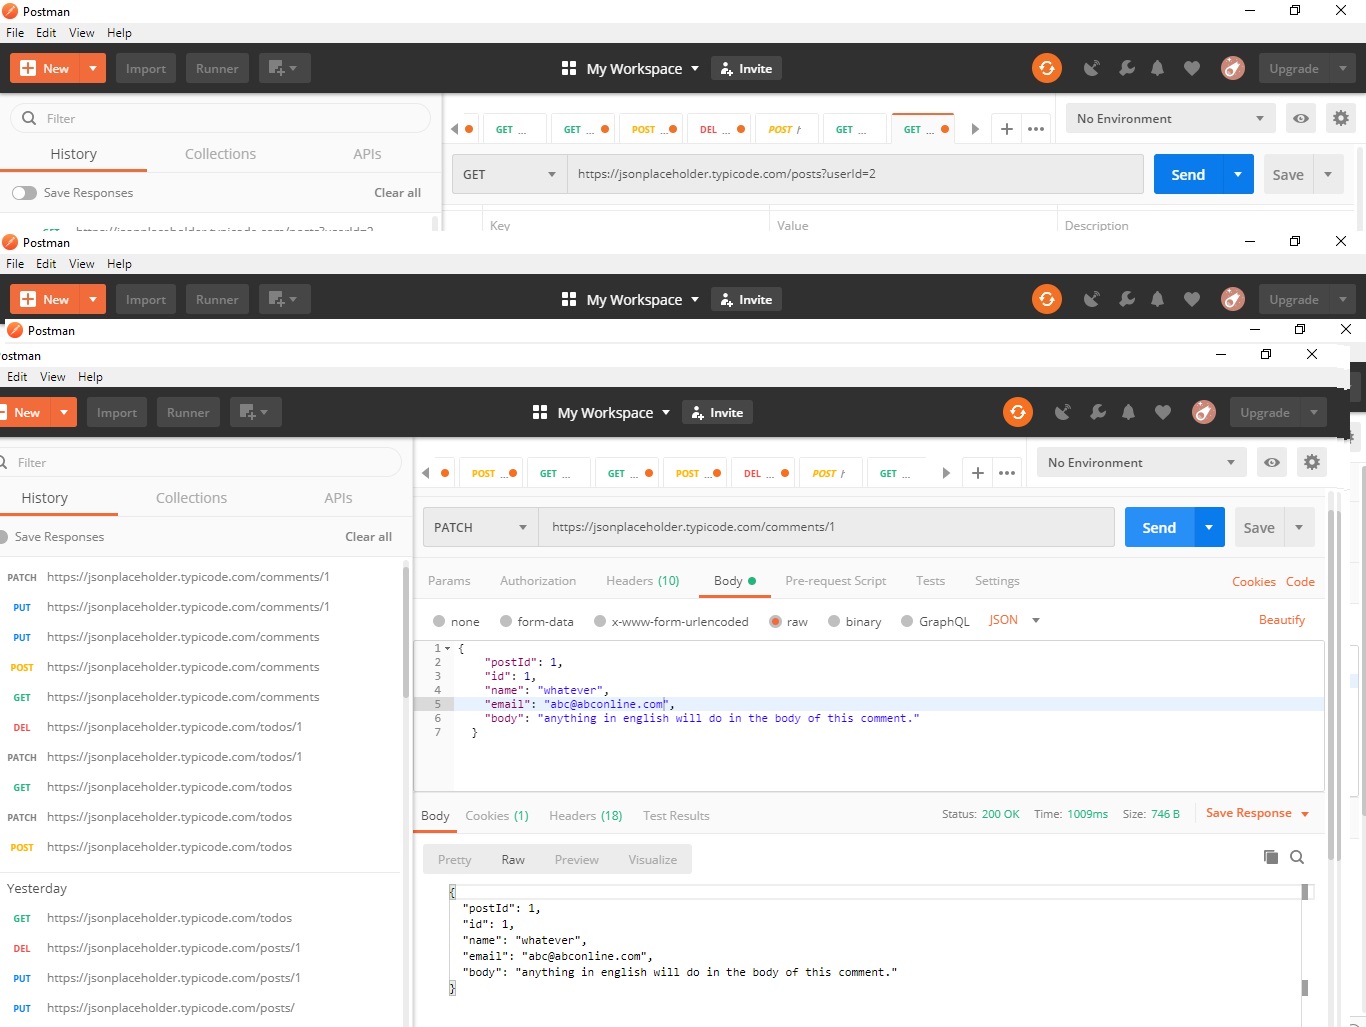 Postman
File Edit View Help
New Import Runner My Workspace Invite Upgrade
Filter
GET ... GET ... POST ... DEL ... POST GET ... GET ... No Environment
History Collections APIs
GET https://jsonplaceholder.typicode.com/posts?userId=2 Send Save
Save Responses Clear all
Key Value Description
GET https://jsonplaceholder.typicode.com/posts?userId=2
Postman
File Edit View Help
New Import Runner My Workspace Invite Upgrade
Postman
ostman
Edit View Help
New Import Runner My Workspace Invite Upgrade
Filter
POST ... GET ... GET ... POST ... DEL ... POST GET ... No Environment
History Collections APIs
PATCH https://jsonplaceholder.typicode.com/comments/1 Send Save
Save Responses Clear all
PATCH https://jsonplaceholder.typicode.com/comments/1
PUT https://jsonplaceholder.typicode.com/comments/1
PUT https://jsonplaceholder.typicode.com/comments
POST https://jsonplaceholder.typicode.com/comments
GET https://jsonplaceholder.typicode.com/comments
DEL https://jsonplaceholder.typicode.com/todos/1
PATCH https://jsonplaceholder.typicode.com/todos/1
GET https://jsonplaceholder.typicode.com/todos
PATCH https://jsonplaceholder.typicode.com/todos
POST https://jsonplaceholder.typicode.com/todos
Yesterday
GET https://jsonplaceholder.typicode.com/todos
DEL https://jsonplaceholder.typicode.com/posts/1
PUT https://jsonplaceholder.typicode.com/posts/1
PUT https://jsonplaceholder.typicode.com/posts/
Params Authorization Headers (10) Body Pre-request Script Tests Settings Cookies Code
none form-data x-www-form-urlencoded raw binary GraphQL JSON Beautify
1 {
2 "postId": 1,
3 "id": 1,
4 "name": "whatever",
5 "email": "abc@abconline.com",
6 "body": "anything in english will do in the body of this comment."
7 }
Body Cookies (1) Headers (18) Test Results Status: 200 OK Time: 1009ms Size: 746 B Save Response
Pretty Raw Preview Visualize
{
"postId": 1,
"id": 1,
"name": "whatever",
"email": "abc@abconline.com",
"body": "anything in english will do in the body of this comment."
}